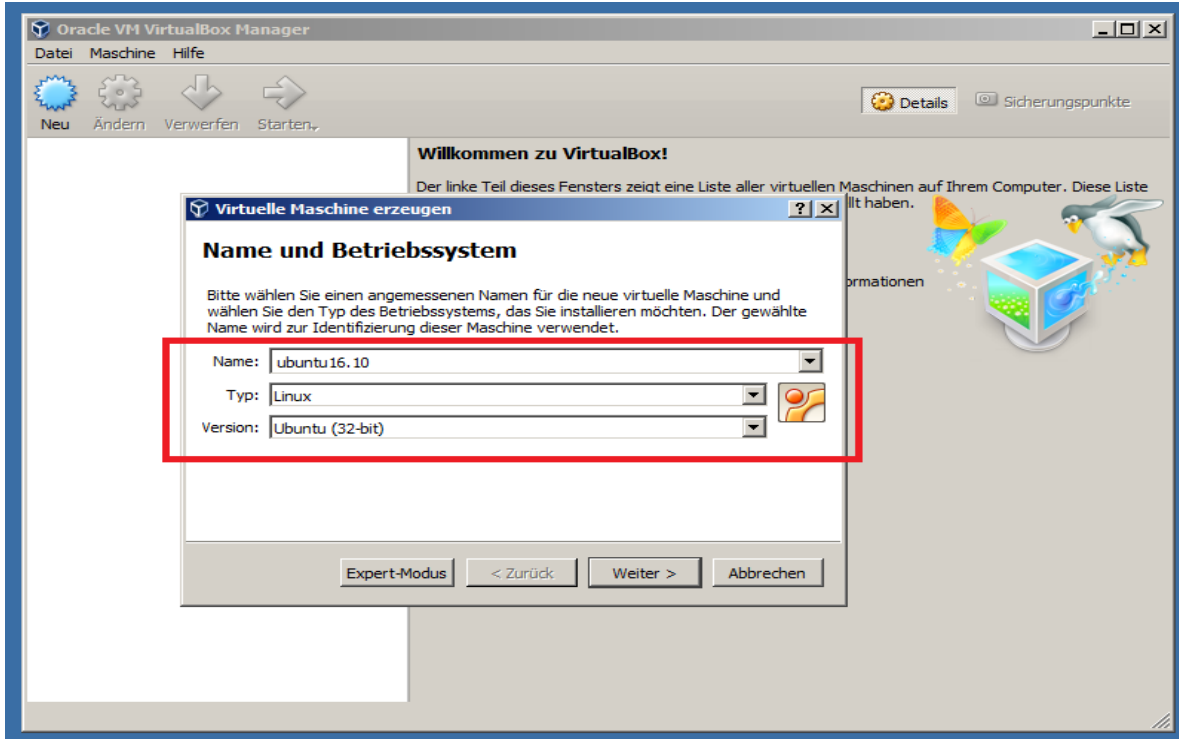 Oracle VM VirtualBox Manager
Datei Maschine Hilfe
Neu Ändern Verwerfen Starten
Details Sicherungspunkte
Willkommen zu VirtualBox!
Der linke Teil dieses Fensters zeigt eine Liste aller virtuellen Maschinen auf Ihrem Computer. Diese Liste
llt haben.
ormationen
Virtuelle Maschine erzeugen
Name und Betriebssystem
Bitte wählen Sie einen angemessenen Namen für die neue virtuelle Maschine und
wählen Sie den Typ des Betriebssystems, das Sie installieren möchten. Der gewählte
Name wird zur Identifizierung dieser Maschine verwendet.
Name: ubuntu16.10
Typ: Linux
Version: Ubuntu (32-bit)
Expert-Modus < Zurück Weiter > Abbrechen